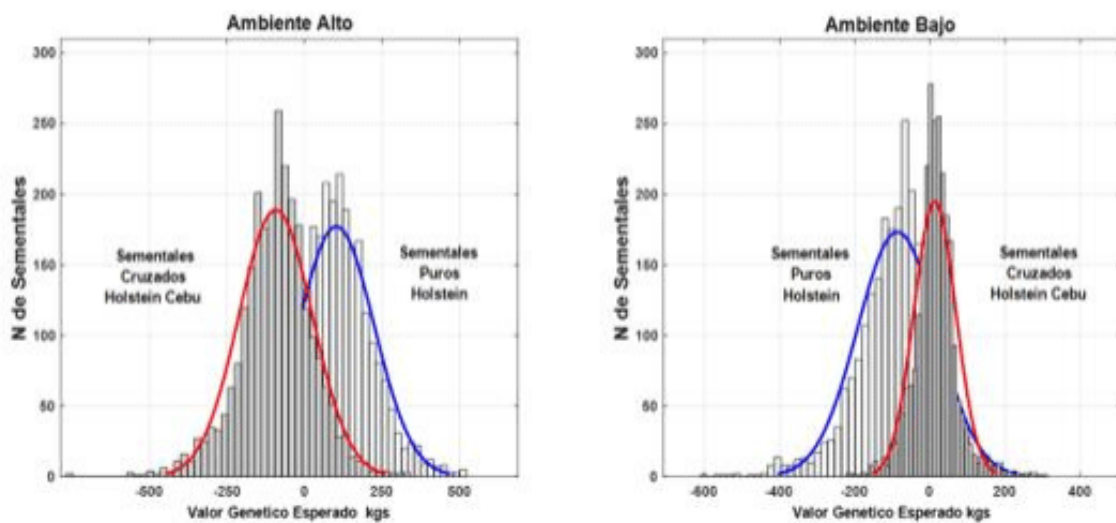 Ambiente Alto
N de Sementales
300
250
200
150
100
50
0
Sementales
Cruzados
Holstein Cebu
Sementales
Puros
Holstein
-500
-250
0
250
500
Valor Genetico Esperado kgs
Ambiente Bajo
N de Sementales
300
250
200
150
100
50
0
Sementales
Puros
Holstein
Sementales
Cruzados
Holstein Cebu
-600
-400
-200
0
200
400
Valor Genetico Esperado kgs